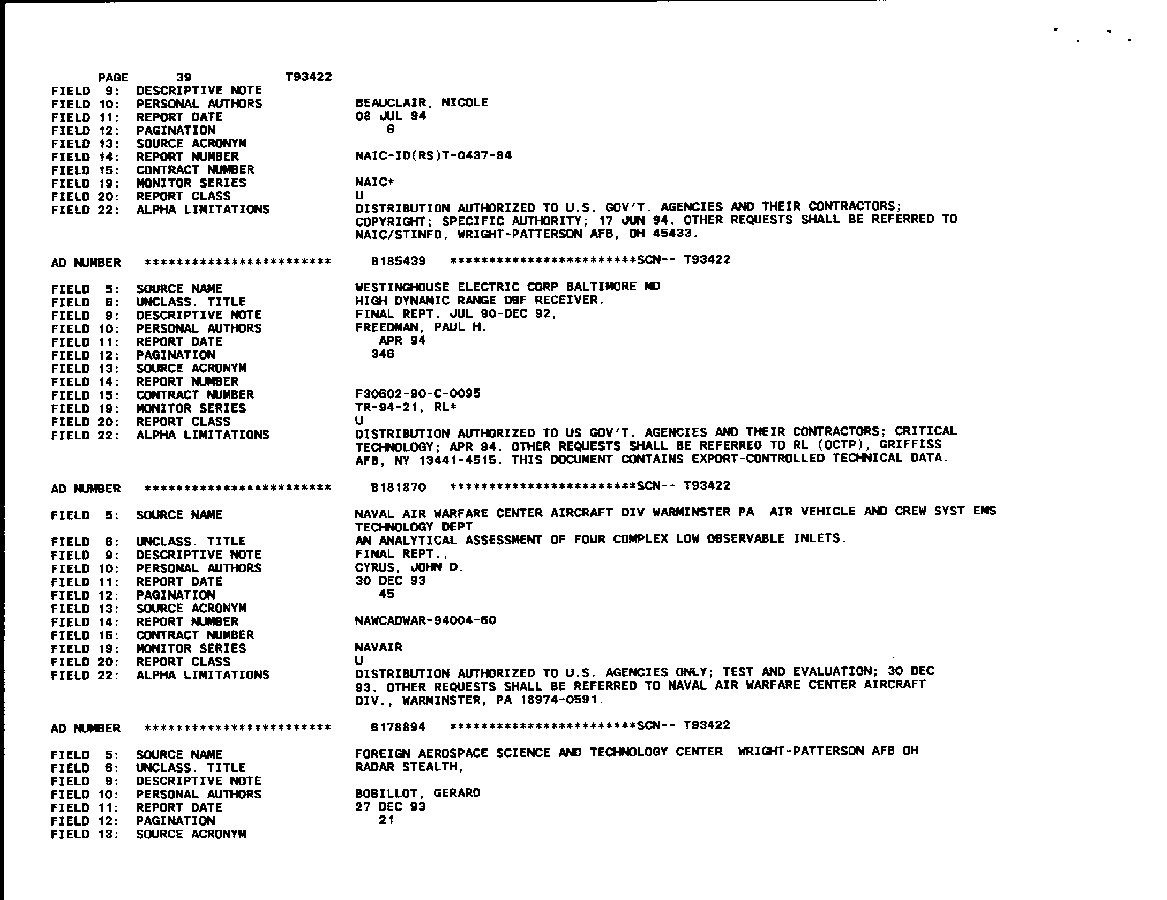 PAGE 39 T93422
FIELD 9: DESCRIPTIVE NOTE
FIELD 10: PERSONAL AUTHORS BEAUCLAIR, NICOLE
FIELD 11: REPORT DATE 08 JUL 94
FIELD 12: PAGINATION 6
FIELD 13: SOURCE ACRONYM
FIELD 14: REPORT NUMBER NAIC-ID(RS)T-0437-94
FIELD 15: CONTRACT NUMBER
FIELD 19: MONITOR SERIES NAIC*
FIELD 20: REPORT CLASS U
FIELD 22: ALPHA LIMITATIONS DISTRIBUTION AUTHORIZED TO U.S. GOV'T. AGENCIES AND THEIR CONTRACTORS;
COPYRIGHT; SPECIFIC AUTHORITY; 17 JUN 94. OTHER REQUESTS SHALL BE REFERRED TO
NAIC/STINFO, WRIGHT-PATTERSON AFB, OH 45433.
AD NUMBER ************************ B185439 ************************SCN-- T93422
FIELD 5: SOURCE NAME WESTINGHOUSE ELECTRIC CORP BALTIMORE MD
FIELD 6: UNCLASS. TITLE HIGH DYNAMIC RANGE DBF RECEIVER.
FIELD 9: DESCRIPTIVE NOTE FINAL REPT. JUL 90-DEC 92,
FIELD 10: PERSONAL AUTHORS FREEDMAN, PAUL H.
FIELD 11: REPORT DATE APR 94
FIELD 12: PAGINATION 346
FIELD 13: SOURCE ACRONYM
FIELD 14: REPORT NUMBER
FIELD 15: CONTRACT NUMBER F30602-90-C-0095
FIELD 19: MONITOR SERIES TR-94-21, RL*
FIELD 20: REPORT CLASS U
FIELD 22: ALPHA LIMITATIONS DISTRIBUTION AUTHORIZED TO US GOV'T. AGENCIES AND THEIR CONTRACTORS; CRITICAL
TECHNOLOGY; APR 94. OTHER REQUESTS SHALL BE REFERRED TO RL (OCTP), GRIFFISS
AFB, NY 13441-4515. THIS DOCUMENT CONTAINS EXPORT-CONTROLLED TECHNICAL DATA.
AD NUMBER ************************ B181870 ************************SCN-- T93422
FIELD 5: SOURCE NAME NAVAL AIR WARFARE CENTER AIRCRAFT DIV WARMINSTER PA AIR VEHICLE AND CREW SYST EMS
TECHNOLOGY DEPT
FIELD 6: UNCLASS. TITLE AN ANALYTICAL ASSESSMENT OF FOUR COMPLEX LOW OBSERVABLE INLETS.
FIELD 9: DESCRIPTIVE NOTE FINAL REPT.,
FIELD 10: PERSONAL AUTHORS CYRUS, JOHN D.
FIELD 11: REPORT DATE 30 DEC 93
FIELD 12: PAGINATION 45
FIELD 13: SOURCE ACRONYM
FIELD 14: REPORT NUMBER NAWCADWAR-94004-60
FIELD 15: CONTRACT NUMBER
FIELD 19: MONITOR SERIES NAVAIR
FIELD 20: REPORT CLASS U
FIELD 22: ALPHA LIMITATIONS DISTRIBUTION AUTHORIZED TO U.S. AGENCIES ONLY; TEST AND EVALUATION; 30 DEC
93. OTHER REQUESTS SHALL BE REFERRED TO NAVAL AIR WARFARE CENTER AIRCRAFT
DIV., WARMINSTER, PA 18974-0591.
AD NUMBER ************************ B178894 ************************SCN-- T93422
FIELD 5: SOURCE NAME FOREIGN AEROSPACE SCIENCE AND TECHNOLOGY CENTER WRIGHT-PATTERSON AFB OH
FIELD 6: UNCLASS. TITLE RADAR STEALTH,
FIELD 9: DESCRIPTIVE NOTE
FIELD 10: PERSONAL AUTHORS BOBILLOT, GERARD
FIELD 11: REPORT DATE 27 DEC 93
FIELD 12: PAGINATION 21
FIELD 13: SOURCE ACRONYM